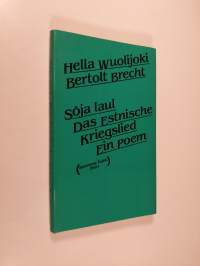 Hella Wuolijoki
Bertolt Brecht
Sõja laul
Das Estnische
Kriegslied
Ein poem